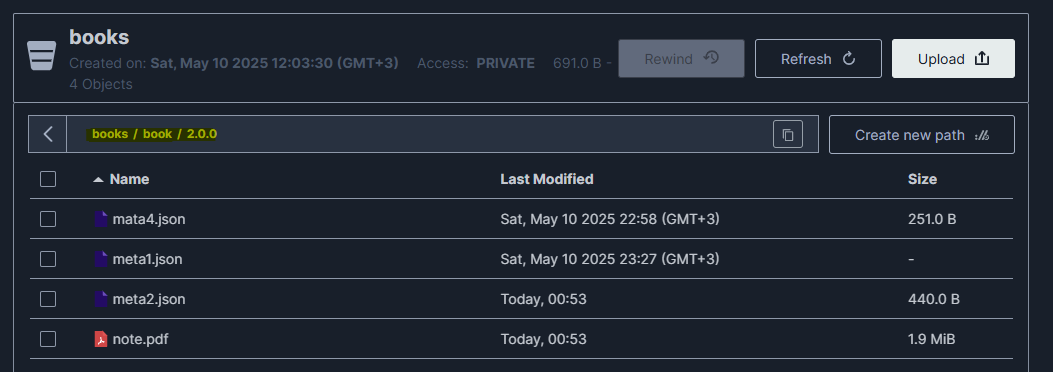 books
Created on: Sat, May 10 2025 12:03:30 (GMT+3) Access: PRIVATE 691.0 B -
4 Objects
Rewind
Refresh
Upload
books / book / 2.0.0
Create new path
Name Last Modified Size
mata4.json Sat, May 10 2025 22:58 (GMT+3) 251.0 B
meta1.json Sat, May 10 2025 23:27 (GMT+3) -
meta2.json Today, 00:53 440.0 B
note.pdf Today, 00:53 1.9 MiB